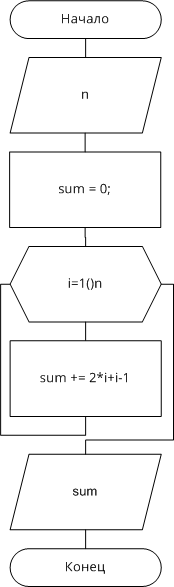 Начало
n
sum = 0;
i=1()n
sum += 2*i+i-1
sum
Конец